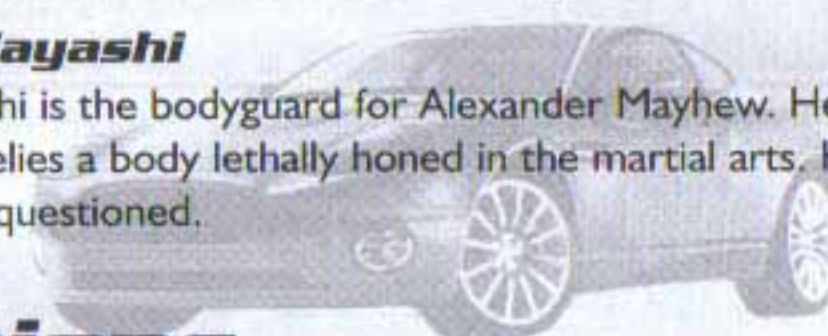 ayashi
hi is the bodyguard for Alexander Mayhew. He
elies a body lethally honed in the martial arts.
questioned.